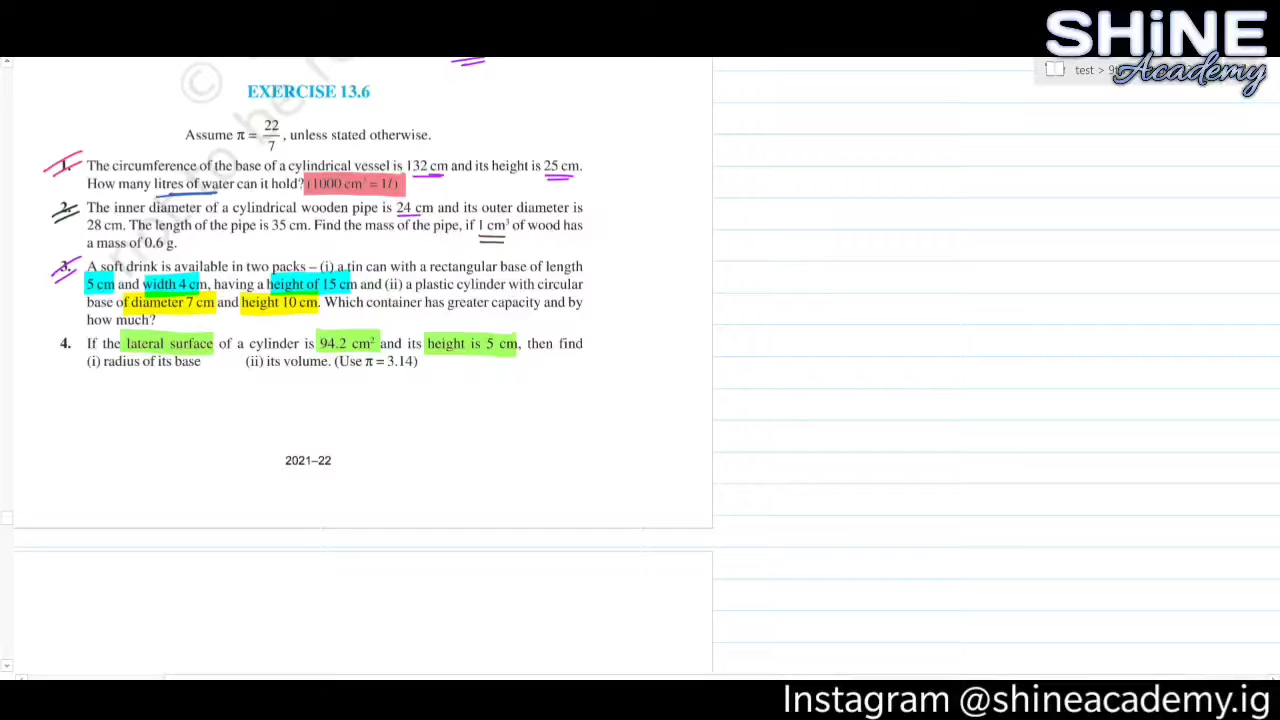 SHiNE
Academy
test > 9t
EXERCISE 13.6
Assume π = 22/7, unless stated otherwise.
1. The circumference of the base of a cylindrical vessel is 132 cm and its height is 25 cm.
How many litres of water can it hold? (1000 cm³ = 1l)
2. The inner diameter of a cylindrical wooden pipe is 24 cm and its outer diameter is
28 cm. The length of the pipe is 35 cm. Find the mass of the pipe, if 1 cm³ of wood has
a mass of 0.6 g.
3. A soft drink is available in two packs – (i) a tin can with a rectangular base of length
5 cm and width 4 cm, having a height of 15 cm and (ii) a plastic cylinder with circular
base of diameter 7 cm and height 10 cm. Which container has greater capacity and by
how much?
4. If the lateral surface of a cylinder is 94.2 cm² and its height is 5 cm, then find
(i) radius of its base (ii) its volume. (Use π = 3.14)
2021–22
Instagram @shineacademy.ig